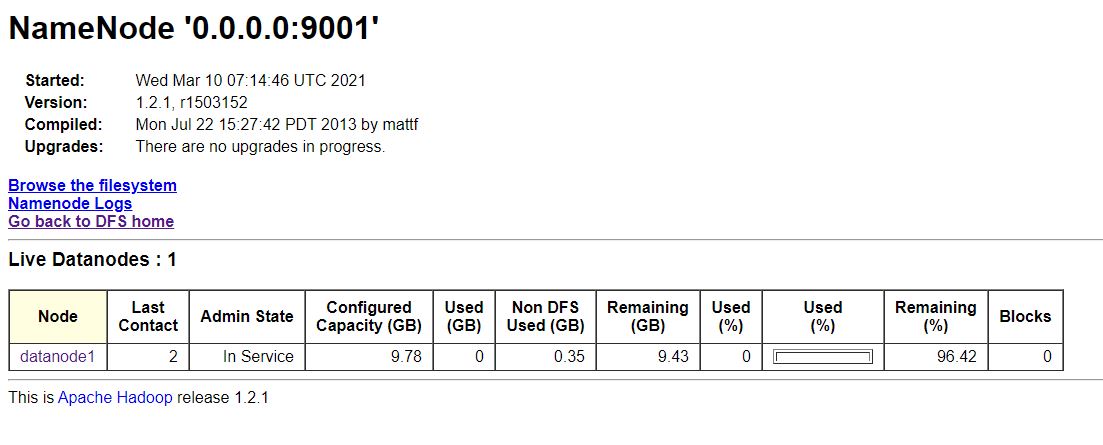 NameNode '0.0.0.0:9001'
Started: Wed Mar 10 07:14:46 UTC 2021
Version: 1.2.1, r1503152
Compiled: Mon Jul 22 15:27:42 PDT 2013 by mattf
Upgrades: There are no upgrades in progress.
Browse the filesystem
Namenode Logs
Go back to DFS home
Live Datanodes : 1
Node Last Contact Admin State Configured Capacity (GB) Used (GB) Non DFS Used (GB) Remaining (GB) Used (%) Used (%) Remaining (%) Blocks
datanode1 2 In Service 9.78 0 0.35 9.43 0 96.42 0
This is Apache Hadoop release 1.2.1